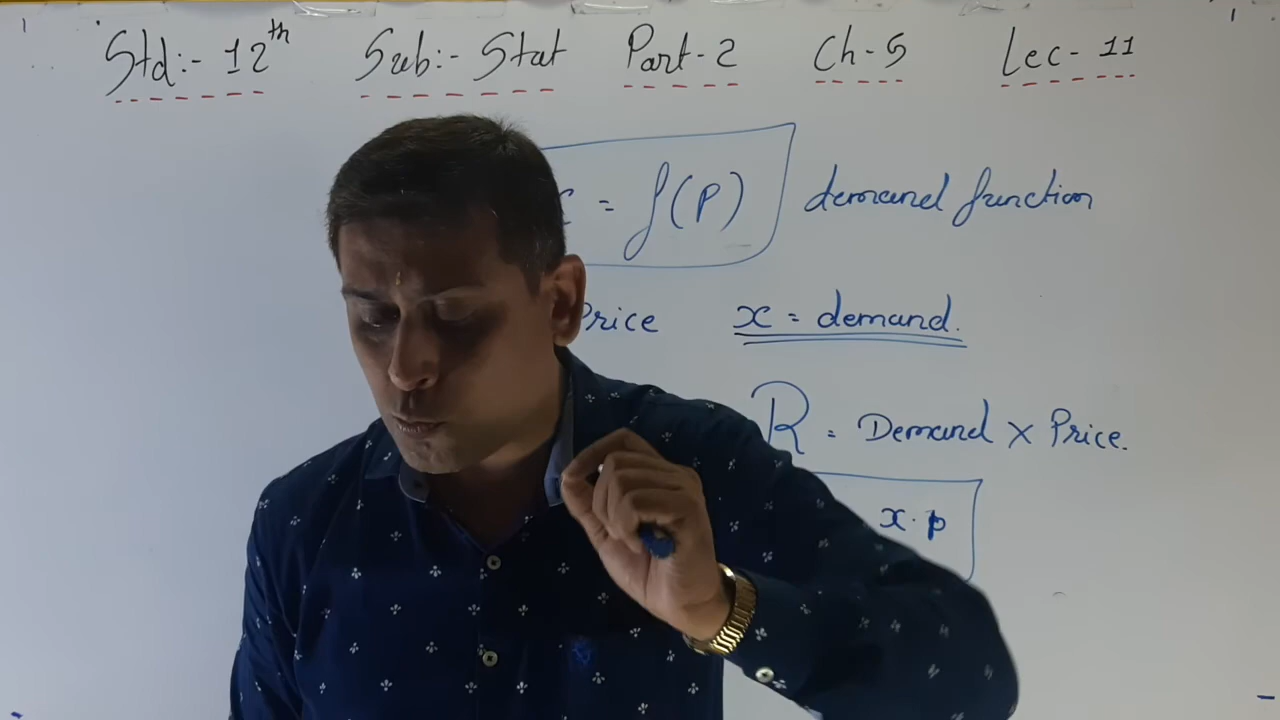 Std:- 12th Sub:- Stat Part-2 Ch-5 Lec-11
= f(P) demand function
Price x = demand.
R = Demand × Price.
x·p